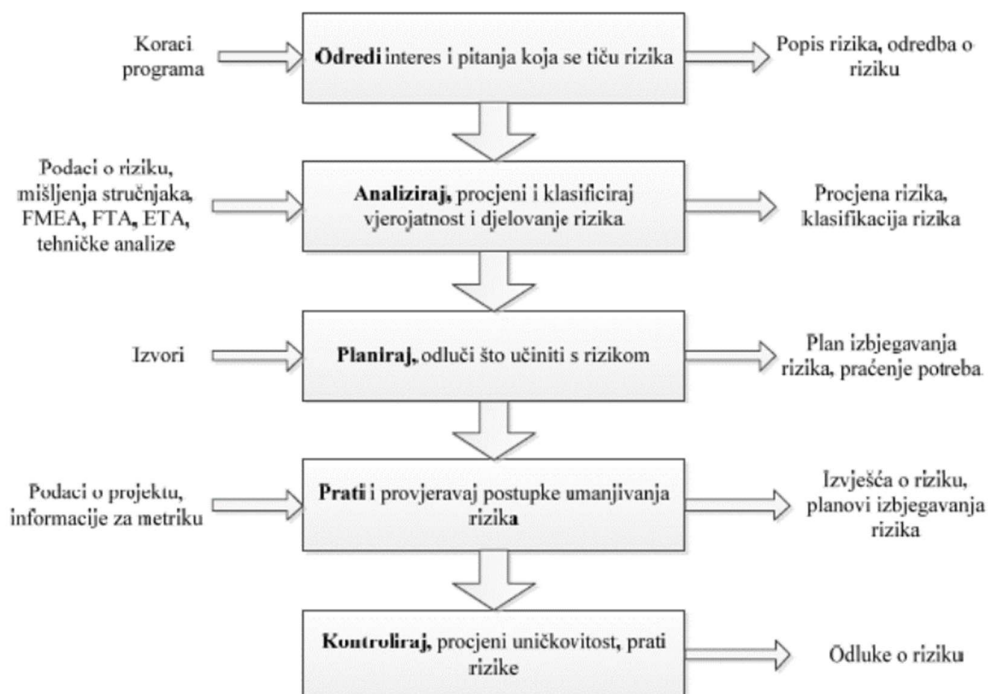 Koraci
programa
Odredi interes i pitanja koja se tiču rizika
Popis rizika, odredba o
riziku
Podaci o riziku,
mišljenja stručnjaka,
FMEA, FTA, ETA,
tehničke analize
Analiziraj, procjeni i klasificiraj
vjerojatnost i djelovanje rizika
Procjena rizika,
klasifikacija rizika
Izvori
Planiraj, odluči što učiniti s rizikom
Plan izbjegavanja
rizika, praćenje potreba
Podaci o projektu,
informacije za metriku
Prati i provjeravaj postupke umanjivanja
rizika
Izvješća o riziku,
planovi izbjegavanja
rizika
Kontroliraj, procjeni uničkovitost, prati
rizike
Odluke o riziku